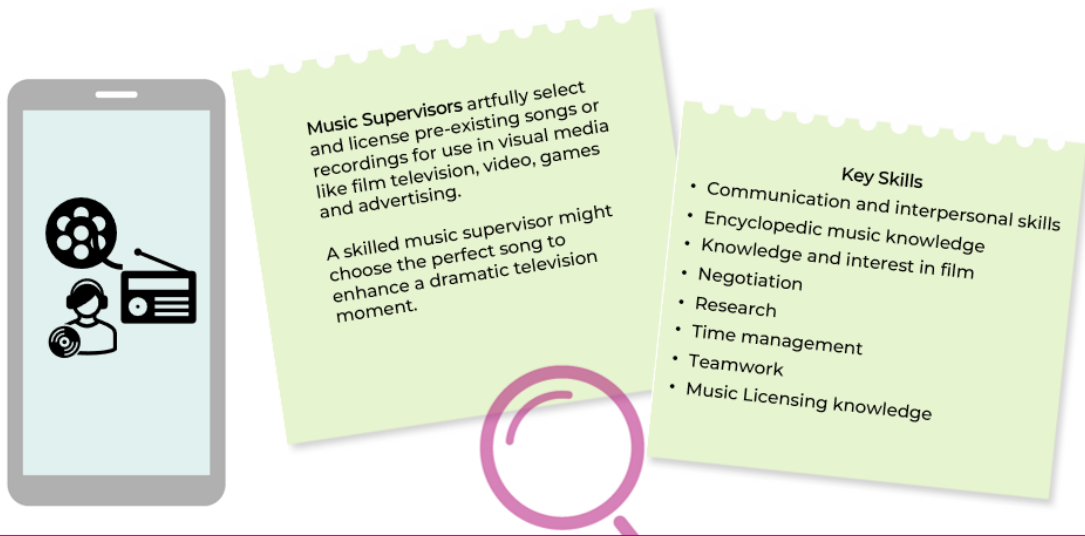 Music Supervisors artfully select
and license pre-existing songs or
recordings for use in visual media
like film television, video, games
and advertising.
A skilled music supervisor might
choose the perfect song to
enhance a dramatic television
moment.
Key Skills
• Communication and interpersonal skills
• Encyclopedic music knowledge
• Knowledge and interest in film
• Negotiation
• Research
• Time management
• Teamwork
• Music Licensing knowledge